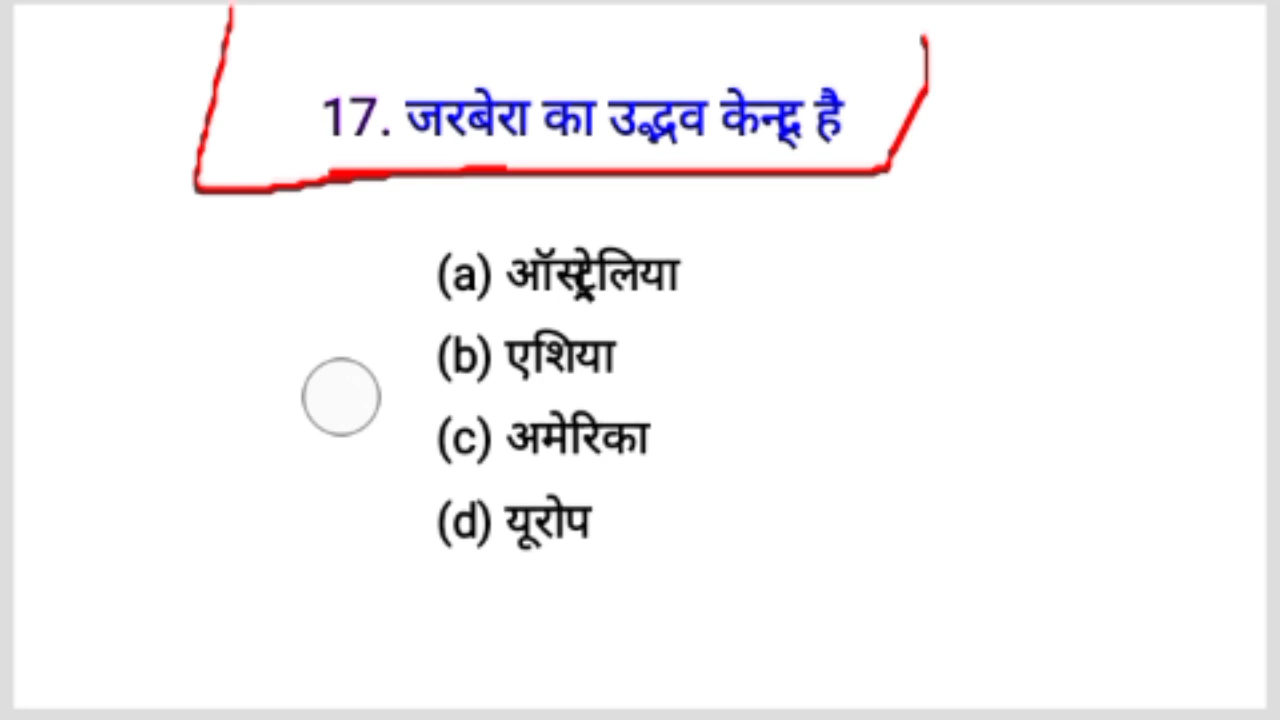 17. जरबेरा का उद्भव केन्द्र है
(a) ऑस्ट्रेलिया
(b) एशिया
(c) अमेरिका
(d) यूरोप